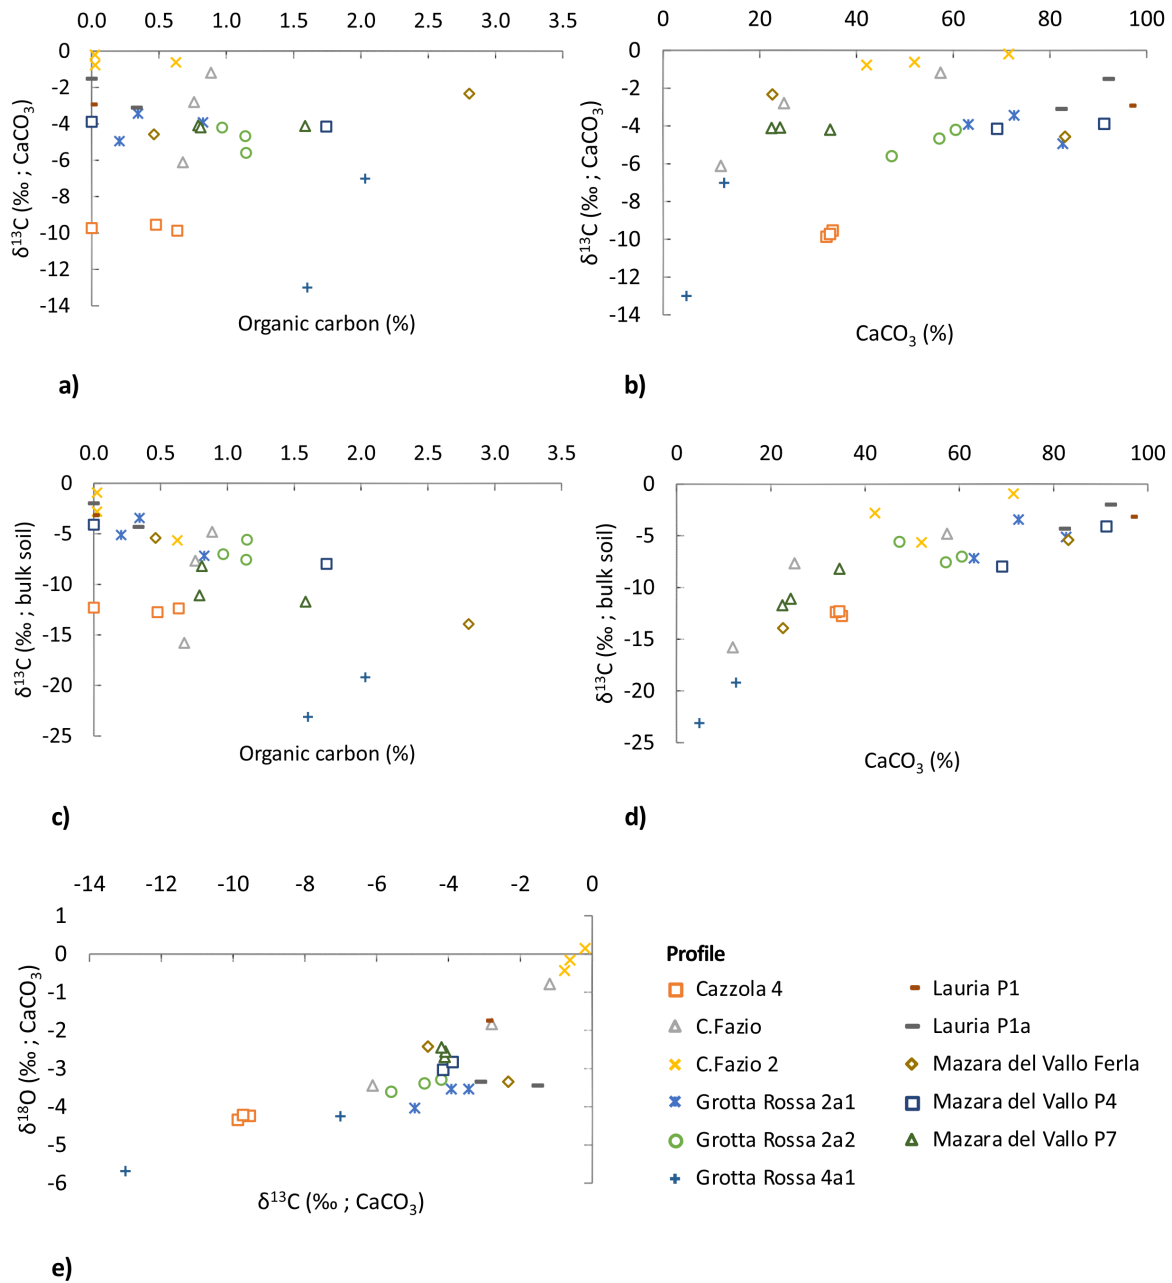 0.0 0.5 1.0 1.5 2.0 2.5 3.0 3.5
0
-2
-4
-6
-8
-10
-12
-14
δ¹³C (‰ ; CaCO₃)
Organic carbon (%)
a)
0 20 40 60 80 100
0
-2
-4
-6
-8
-10
-12
-14
δ¹³C (‰ ; CaCO₃)
CaCO₃ (%)
b)
0.0 0.5 1.0 1.5 2.0 2.5 3.0 3.5
0
-5
-10
-15
-20
-25
δ¹³C (‰ ; bulk soil)
Organic carbon (%)
c)
0 20 40 60 80 100
0
-5
-10
-15
-20
-25
δ¹³C (‰ ; bulk soil)
CaCO₃ (%)
d)
-14 -12 -10 -8 -6 -4 -2 0
1
0
-1
-2
-3
-4
-5
-6
δ¹⁸O (‰ ; CaCO₃)
δ¹³C (‰ ; CaCO₃)
e)
Profile
Cazzola 4
C.Fazio
C.Fazio 2
Grotta Rossa 2a1
Grotta Rossa 2a2
Grotta Rossa 4a1
Lauria P1
Lauria P1a
Mazara del Vallo Ferla
Mazara del Vallo P4
Mazara del Vallo P7